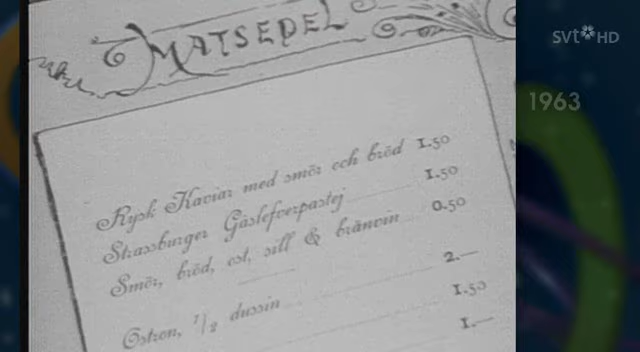 MATSEDEL
Rysk Kaviar med smör och bröd 1.50
Strassburger Gåslefverpastej 1.50
Smör, bröd, ost, sill & bränvin 0.50
Ostron, 1/2 dussin 2.—
1.50
1.—
svt HD
1963